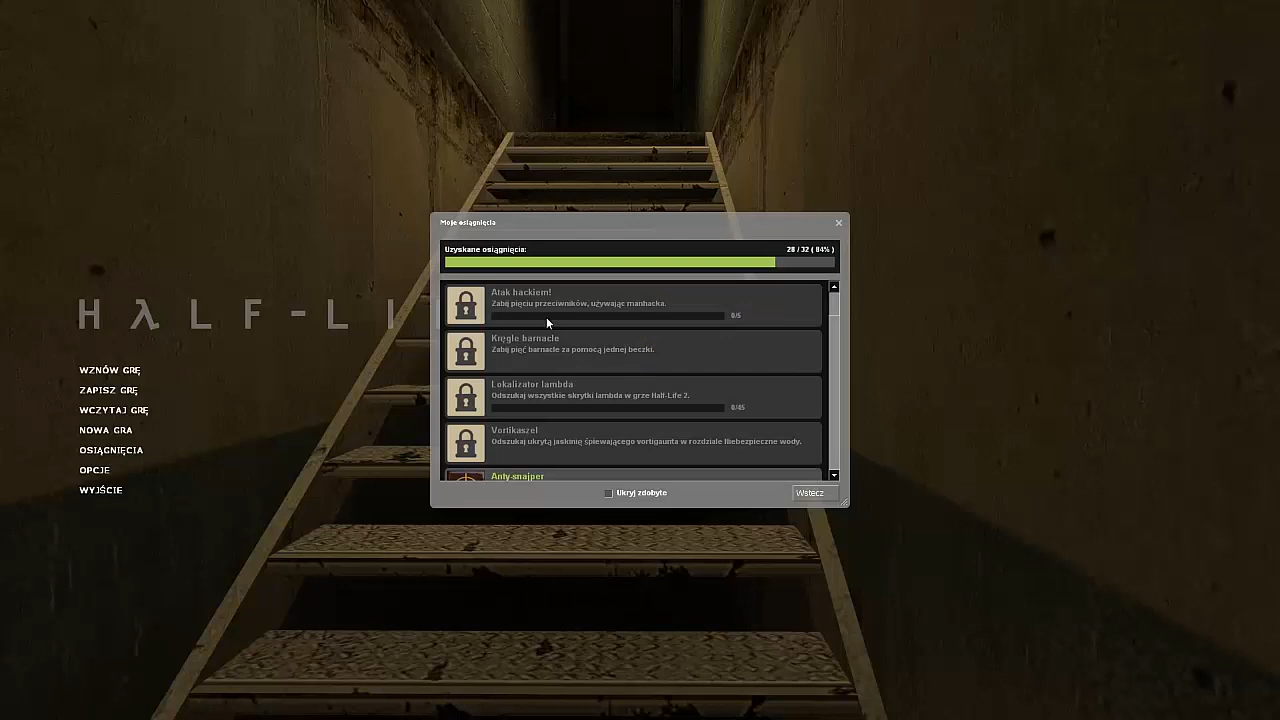 Moje osiągnięcia
Uzyskane osiągnięcia:
28 / 32 ( 84% )
Atak hackiem!
Zabij pięciu przeciwników, używając manhacka.
0/5
Kręgle barnacle
Zabij pięć barnacle za pomocą jednej beczki.
Lokalizator lambda
Odszukaj wszystkie skrytki lambda w grze Half-Life 2.
0/45
Vortikaszel
Odszukaj ukrytą jaskinię śpiewającego vortigaunta w rozdziale Niebezpieczne wody.
Anty-snajper
Ukryj zdobyte
Wstecz
HλLF-LI
WZNÓW GRĘ
ZAPISZ GRĘ
WCZYTAJ GRĘ
NOWA GRA
OSIĄGNIĘCIA
OPCJE
WYJŚCIE